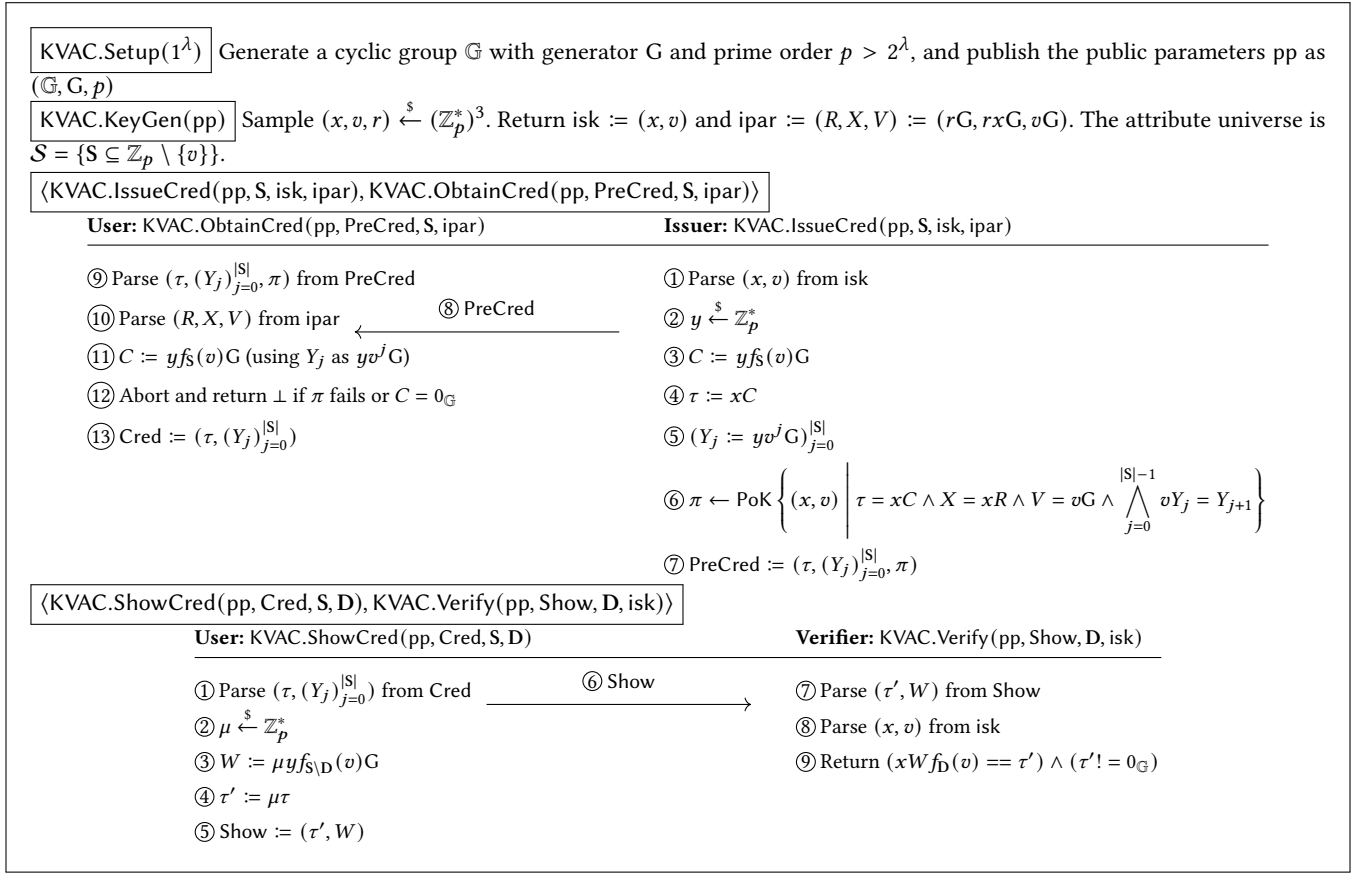 KVAC.Setup(1^λ) Generate a cyclic group 𝔾 with generator G and prime order p > 2^λ, and publish the public parameters pp as
(𝔾, G, p)
KVAC.KeyGen(pp) Sample (x, v, r) ←$ (ℤ*_p)^3. Return isk := (x, v) and ipar := (R, X, V) := (rG, rxG, vG). The attribute universe is
𝒮 = {S ⊆ ℤ_p \ {v}}.
⟨KVAC.IssueCred(pp, S, isk, ipar), KVAC.ObtainCred(pp, PreCred, S, ipar)⟩
User: KVAC.ObtainCred(pp, PreCred, S, ipar)
⑨ Parse (τ, (Y_j)_{j=0}^{|S|}, π) from PreCred
⑩ Parse (R, X, V) from ipar
⑪ C := y f_S(v)G (using Y_j as yv^jG)
⑫ Abort and return ⊥ if π fails or C = 0_𝔾
⑬ Cred := (τ, (Y_j)_{j=0}^{|S|})
⑧ PreCred
Issuer: KVAC.IssueCred(pp, S, isk, ipar)
① Parse (x, v) from isk
② y ←$ ℤ*_p
③ C := y f_S(v)G
④ τ := xC
⑤ (Y_j := yv^jG)_{j=0}^{|S|}
⑥ π ← PoK { (x, v) | τ = xC ∧ X = xR ∧ V = vG ∧ ⋀_{j=0}^{|S|−1} vY_j = Y_{j+1} }
⑦ PreCred := (τ, (Y_j)_{j=0}^{|S|}, π)
⟨KVAC.ShowCred(pp, Cred, S, D), KVAC.Verify(pp, Show, D, isk)⟩
User: KVAC.ShowCred(pp, Cred, S, D)
① Parse (τ, (Y_j)_{j=0}^{|S|}) from Cred
② μ ←$ ℤ*_p
③ W := μy f_{S\D}(v)G
④ τ′ := μτ
⑤ Show := (τ′, W)
⑥ Show
Verifier: KVAC.Verify(pp, Show, D, isk)
⑦ Parse (τ′, W) from Show
⑧ Parse (x, v) from isk
⑨ Return (xW f_D(v) == τ′) ∧ (τ′! = 0_𝔾)